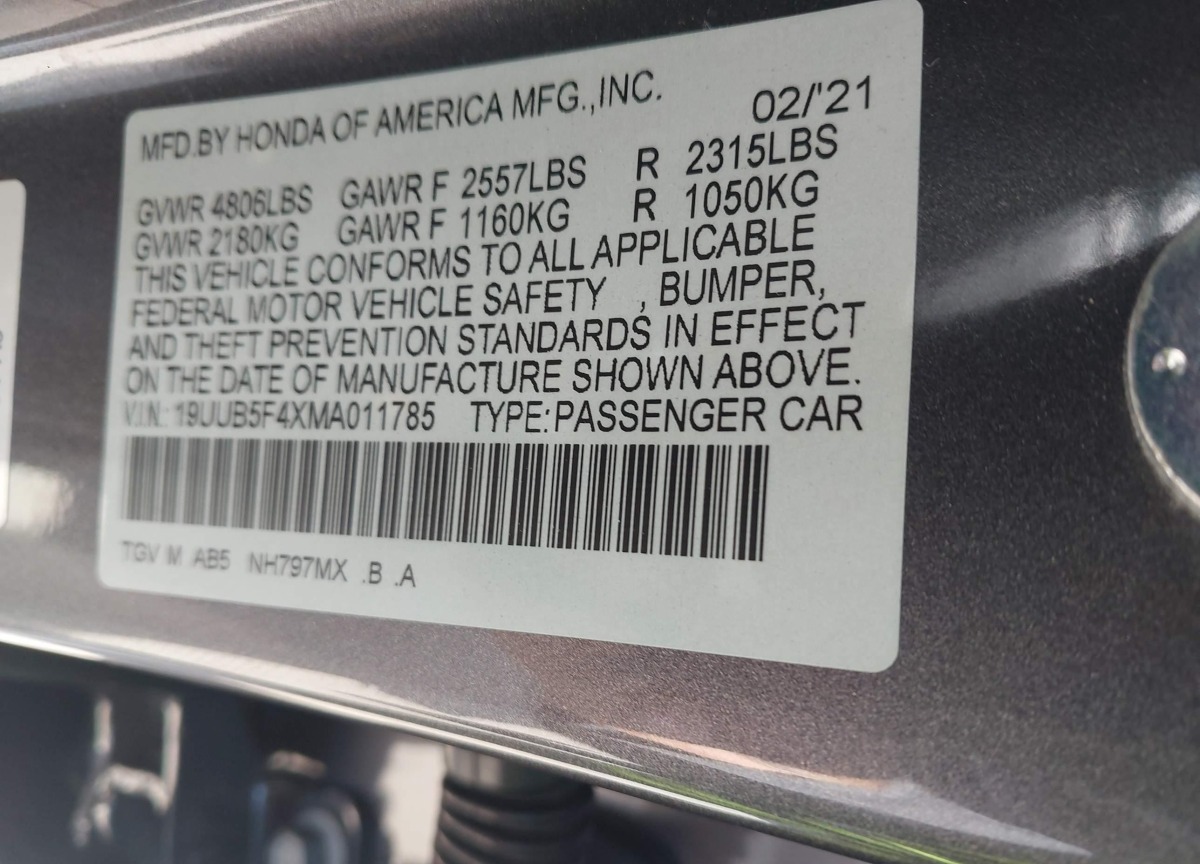 MFD.BY HONDA OF AMERICA MFG.,INC. 02/'21
GVWR 4806LBS GAWR F 2557LBS R 2315LBS
GVWR 2180KG GAWR F 1160KG R 1050KG
THIS VEHICLE CONFORMS TO ALL APPLICABLE
FEDERAL MOTOR VEHICLE SAFETY , BUMPER,
AND THEFT PREVENTION STANDARDS IN EFFECT
ON THE DATE OF MANUFACTURE SHOWN ABOVE.
V.I.N.: 19UUB5F4XMA011785 TYPE:PASSENGER CAR
TGV M AB5 NH797MX .B .A